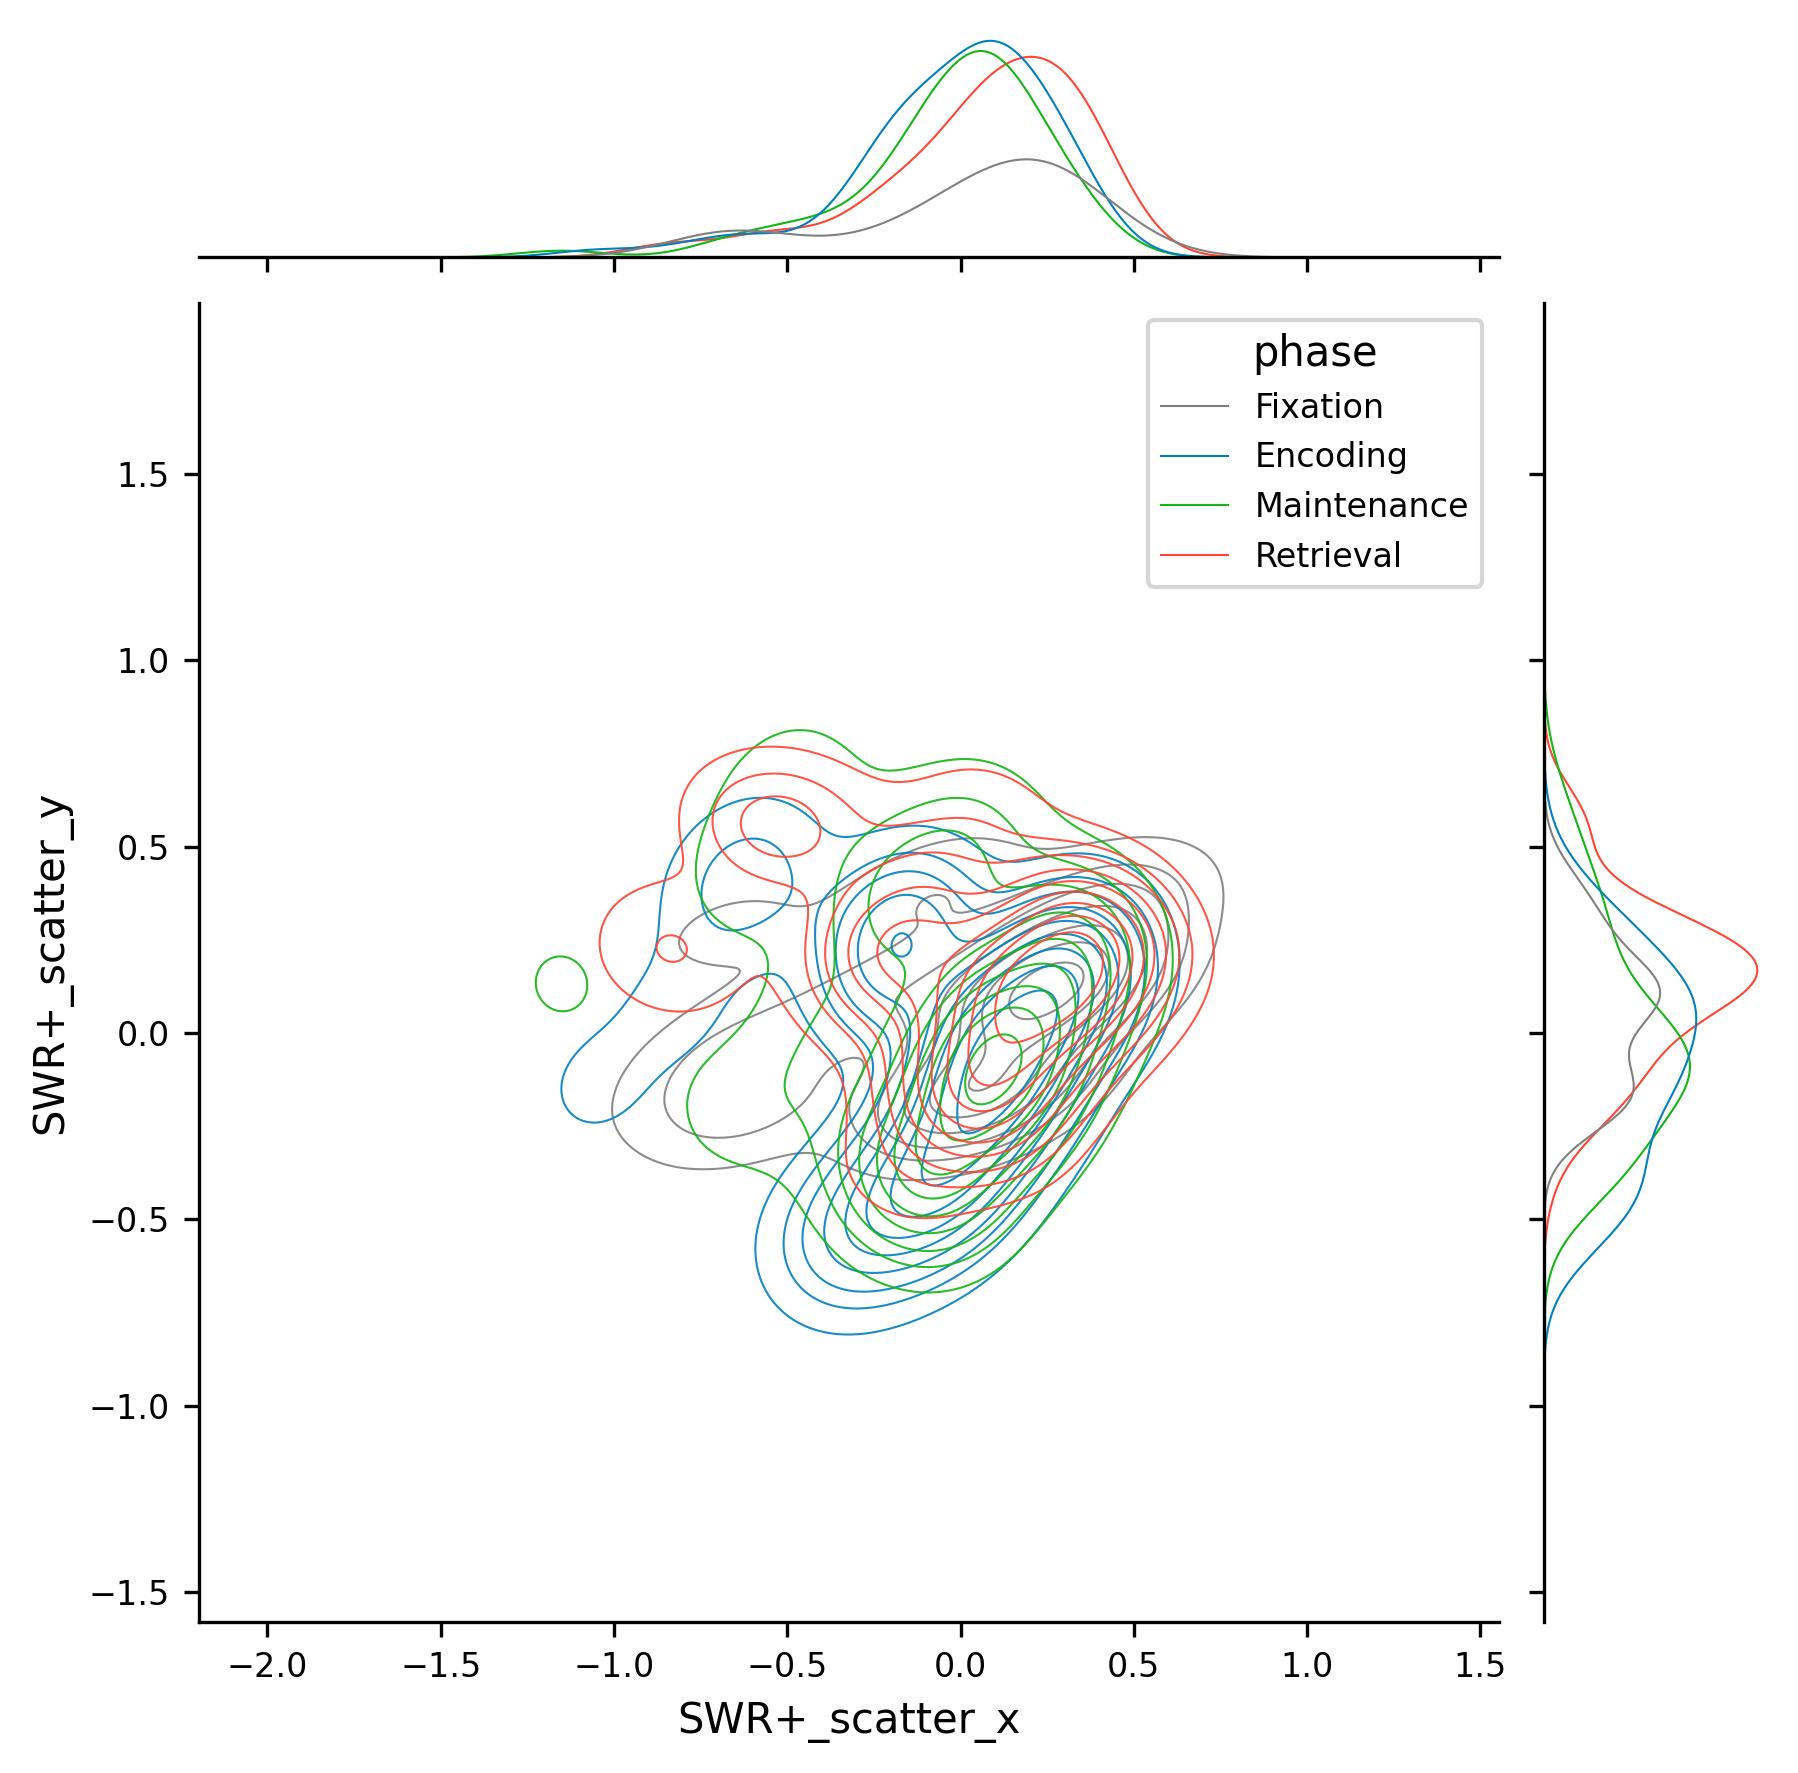 phase
Fixation
Encoding
Maintenance
Retrieval
1.5
1.0
0.5
0.0
−0.5
−1.0
−1.5
SWR+_scatter_y
−2.0 −1.5 −1.0 −0.5 0.0 0.5 1.0 1.5
SWR+_scatter_x